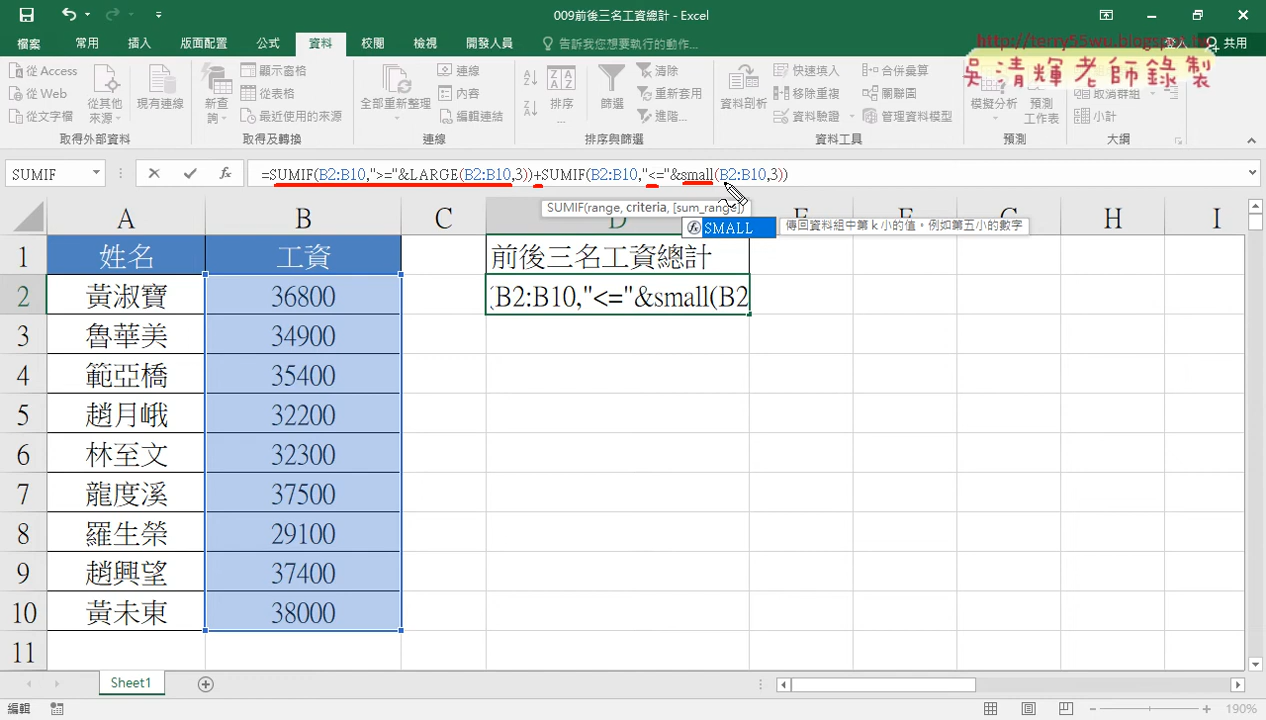 009前後三名工資總計 - Excel
http://terry55wu.blogspot.tw
吳清輝老師錄製
檔案 常用 插入 版面配置 公式 資料 校閱 檢視 開發人員 告訴我您想要執行的動作... 登入 共用
從 Access
從 Web
從文字檔
從其他來源
現有連線
取得外部資料
新查詢
顯示查詢
從表格
最近使用的來源
取得及轉換
全部重新整理
連線
內容
編輯連結
連線
排序
篩選
清除
重新套用
進階...
排序與篩選
資料剖析
快速填入
移除重複
資料驗證
合併彙算
關聯圖
管理資料模型
資料工具
模擬分析
預測工作表
預測
取消群組
小計
大綱
SUMIF
=SUMIF(B2:B10,">="&LARGE(B2:B10,3))+SUMIF(B2:B10,"<="&small(B2:B10,3))
SUMIF(range, criteria, [sum_range])
SMALL 傳回資料組中第 k 小的值。例如第五小的數字
A B C D E F G H I
1 姓名 工資 前後三名工資總計
2 黃淑寶 36800 (B2:B10,"<="&small(B2
3 魯華美 34900
4 範亞橋 35400
5 趙月峨 32200
6 林至文 32300
7 龍度溪 37500
8 羅生榮 29100
9 趙興望 37400
10 黃未東 38000
11
Sheet1
編輯 190%